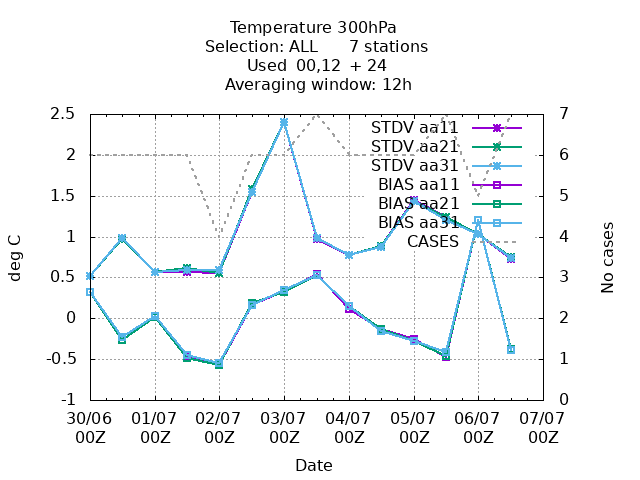 Temperature 300hPa
Selection: ALL 7 stations
Used 00,12 + 24
Averaging window: 12h
2.5
2
1.5
1
0.5
0
-0.5
-1
deg C
7
6
5
4
3
2
1
0
No cases
STDV aa11
STDV aa21
STDV aa31
BIAS aa11
BIAS aa21
BIAS aa31
CASES
30/06 01/07 02/07 03/07 04/07 05/07 06/07 07/07
00Z 00Z 00Z 00Z 00Z 00Z 00Z 00Z
Date